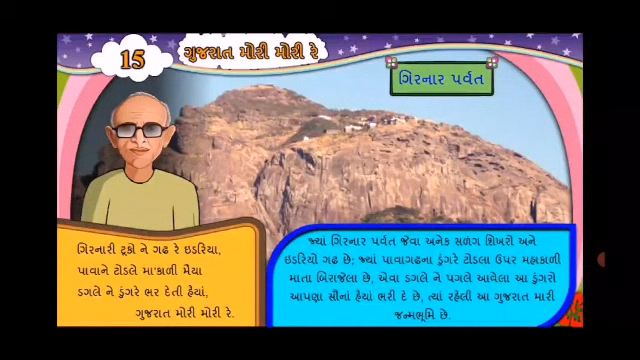 15
ગુજરાત મોરી મોરી રે
ગિરનાર પર્વત
ગિરનારી ટૂકો ને ગઢ રે ઇડરિયા,
પાવાને ટોડલે મા'કાળી મૈયા
ડગલે ને ડુંગરે ભર દેતી હૈયાં,
ગુજરાત મોરી મોરી રે.
જ્યાં ગિરનાર પર્વત જેવા અનેક સળંગ શિખરો અને
ઇડરિયો ગઢ છે; જ્યાં પાવાગઢના ડુંગરે ટોડલા ઉપર મહાકાળી
માતા બિરાજેલા છે, એવા ડગલે ને પગલે આવેલા આ ડુંગરો
આપણા સૌનાં હૈયાં ભરી દે છે, ત્યાં રહેલી આ ગુજરાત મારી
જન્મભૂમિ છે.